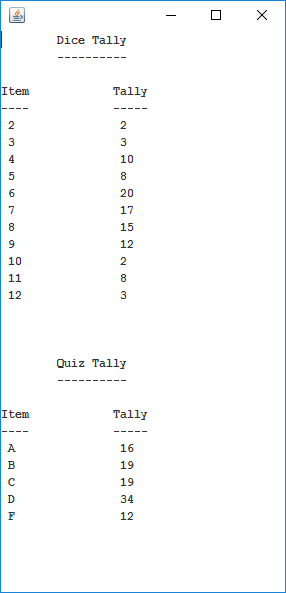 Dice Tally
----------
Item Tally
---- -----
2 2
3 3
4 10
5 8
6 20
7 17
8 15
9 12
10 2
11 8
12 3
Quiz Tally
----------
Item Tally
---- -----
A 16
B 19
C 19
D 34
F 12